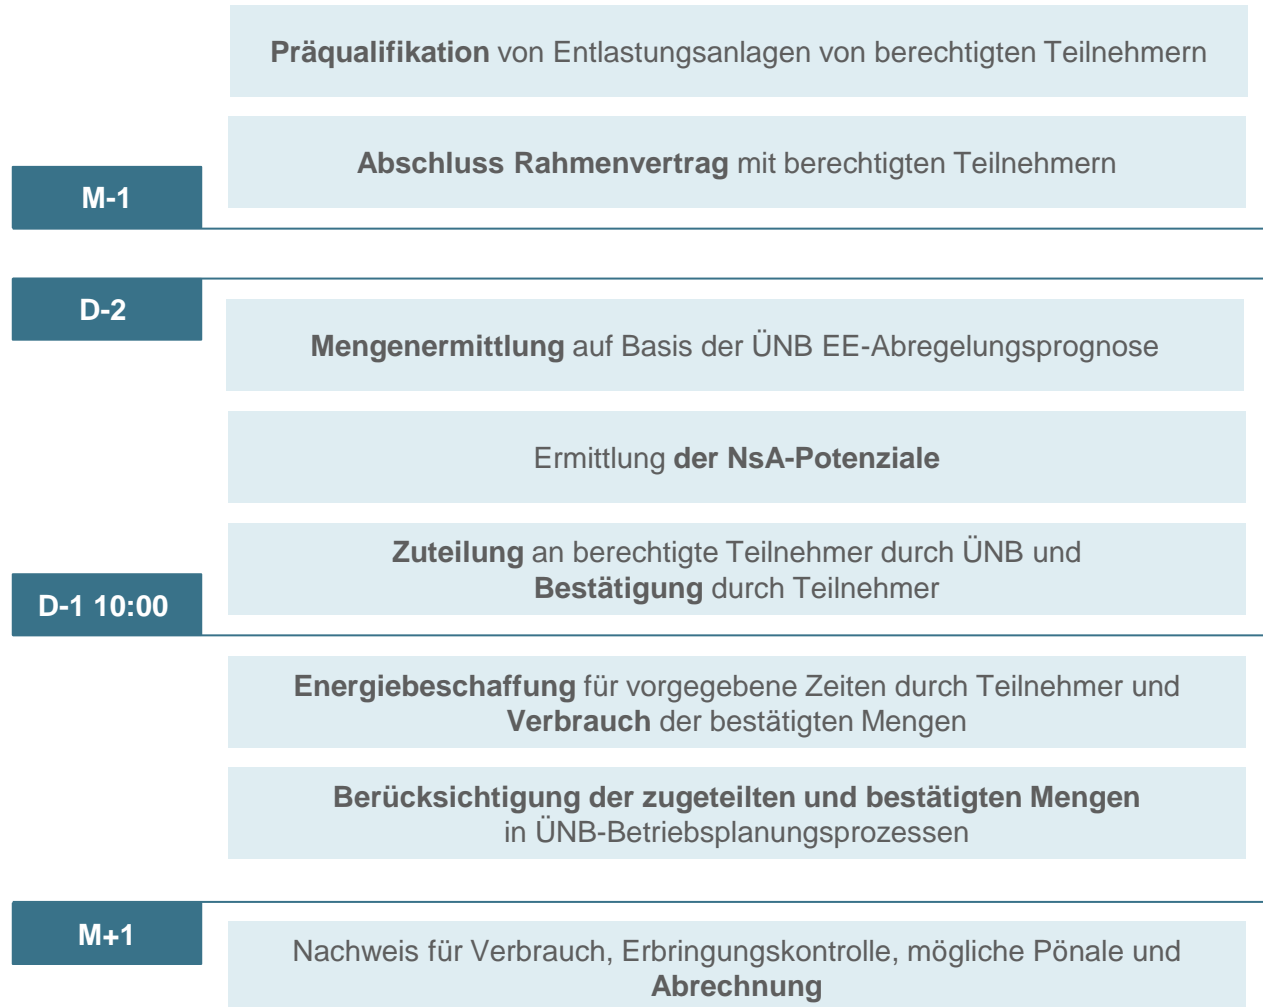 Präqualifikation von Entlastungsanlagen von berechtigten Teilnehmern
Abschluss Rahmenvertrag mit berechtigten Teilnehmern
M-1
D-2
Mengenermittlung auf Basis der ÜNB EE-Abregelungsprognose
Ermittlung der NsA-Potenziale
Zuteilung an berechtigte Teilnehmer durch ÜNB und
Bestätigung durch Teilnehmer
D-1 10:00
Energiebeschaffung für vorgegebene Zeiten durch Teilnehmer und
Verbrauch der bestätigten Mengen
Berücksichtigung der zugeteilten und bestätigten Mengen
in ÜNB-Betriebsplanungsprozessen
M+1
Nachweis für Verbrauch, Erbringungskontrolle, mögliche Pönale und
Abrechnung